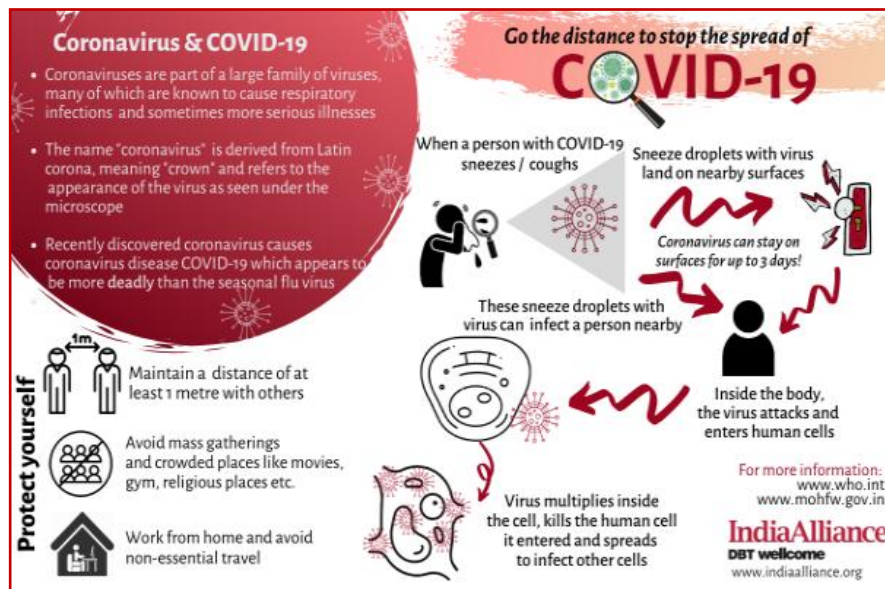 Coronavirus & COVID-19
• Coronaviruses are part of a large family of viruses,
many of which are known to cause respiratory
infections and sometimes more serious illnesses
• The name "coronavirus" is derived from Latin
corona, meaning "crown" and refers to the
appearance of the virus as seen under the
microscope
• Recently discovered coronavirus causes
coronavirus disease COVID-19 which appears to
be more deadly than the seasonal flu virus
Go the distance to stop the spread of
COVID-19
When a person with COVID-19
sneezes / coughs
Sneeze droplets with virus
land on nearby surfaces
Coronavirus can stay on
surfaces for up to 3 days!
These sneeze droplets with
virus can infect a person nearby
Inside the body,
the virus attacks and
enters human cells
Virus multiplies inside
the cell, kills the human cell
it entered and spreads
to infect other cells
Protect yourself
1m
Maintain a distance of at
least 1 metre with others
Avoid mass gatherings
and crowded places like movies,
gym, religious places etc.
Work from home and avoid
non-essential travel
For more information:
www.who.int
www.mohfw.gov.in
IndiaAlliance
DBT wellcome
www.indiaalliance.org